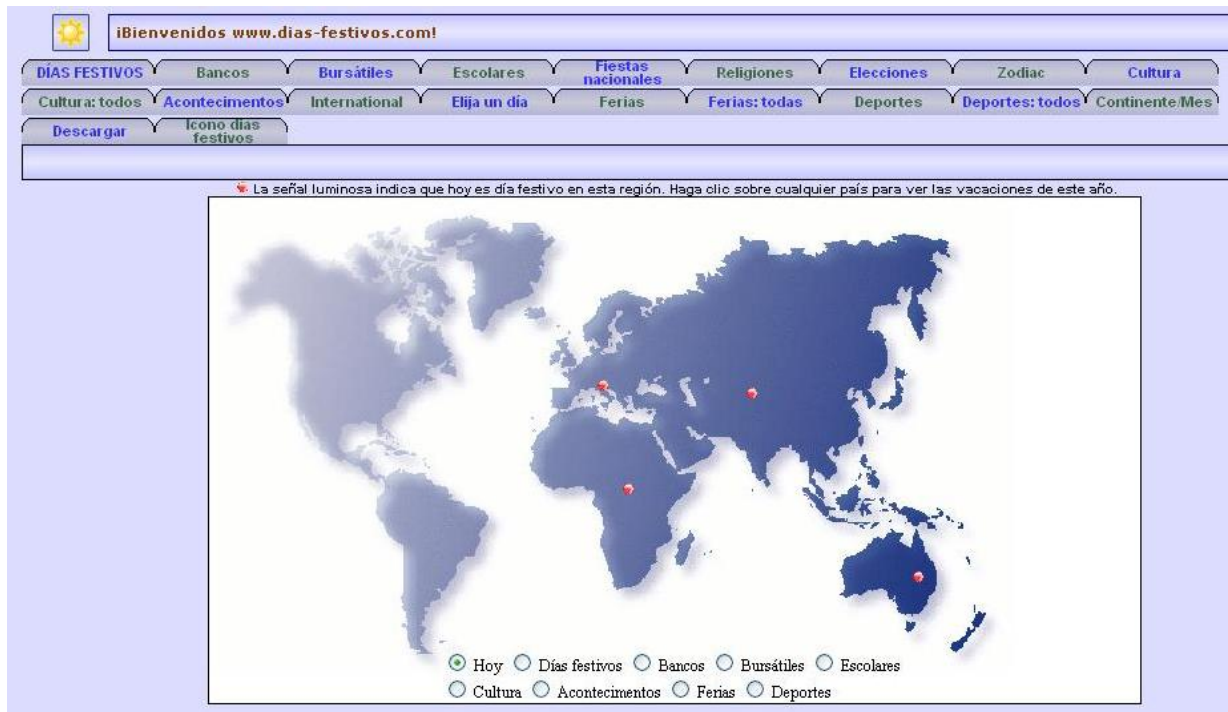 ¡Bienvenidos www.dias-festivos.com!
DÍAS FESTIVOS Bancos Bursátiles Escolares Fiestas nacionales Religiones Elecciones Zodiac Cultura
Cultura: todos Acontecimentos International Elija un día Ferias Ferias: todas Deportes Deportes: todos Continente/Mes
Descargar Icono días festivos
La señal luminosa indica que hoy es día festivo en esta región. Haga clic sobre cualquier país para ver las vacaciones de este año.
Hoy Días festivos Bancos Bursátiles Escolares
Cultura Acontecimentos Ferias Deportes